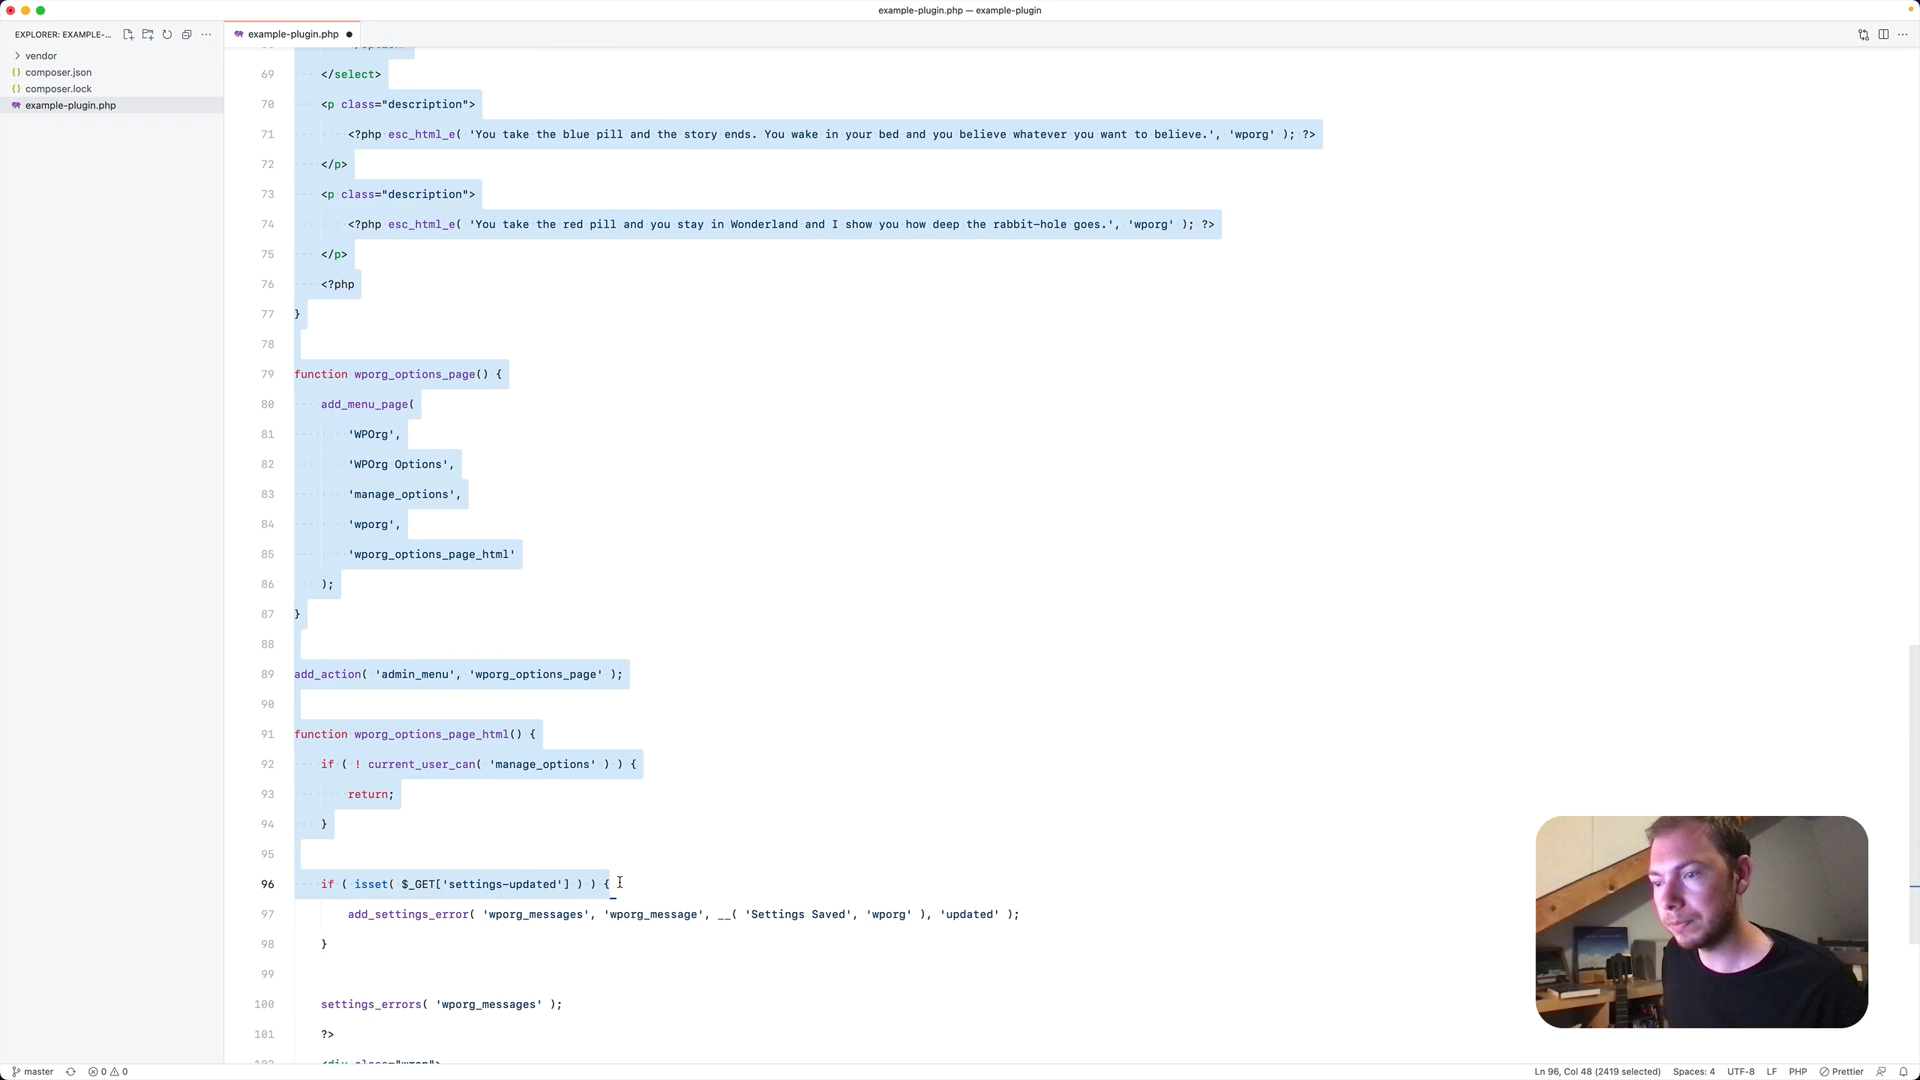 example-plugin.php — example-plugin
EXPLORER: EXAMPLE-...
example-plugin.php
vendor
composer.json
composer.lock
example-plugin.php
69 </select>
70 <p class="description">
71 <?php esc_html_e( 'You take the blue pill and the story ends. You wake in your bed and you believe whatever you want to believe.', 'wporg' ); ?>
72 </p>
73 <p class="description">
74 <?php esc_html_e( 'You take the red pill and you stay in Wonderland and I show you how deep the rabbit-hole goes.', 'wporg' ); ?>
75 </p>
76 <?php
77 }
78
79 function wporg_options_page() {
80 add_menu_page(
81 'WPOrg',
82 'WPOrg Options',
83 'manage_options',
84 'wporg',
85 'wporg_options_page_html'
86 );
87 }
88
89 add_action( 'admin_menu', 'wporg_options_page' );
90
91 function wporg_options_page_html() {
92 if ( ! current_user_can( 'manage_options' ) ) {
93 return;
94 }
95
96 if ( isset( $_GET['settings-updated'] ) ) {
97 add_settings_error( 'wporg_messages', 'wporg_message', __( 'Settings Saved', 'wporg' ), 'updated' );
98 }
99
100 settings_errors( 'wporg_messages' );
101 ?>
master 0 0 Ln 96, Col 48 (2419 selected) Spaces: 4 UTF-8 LF PHP Prettier